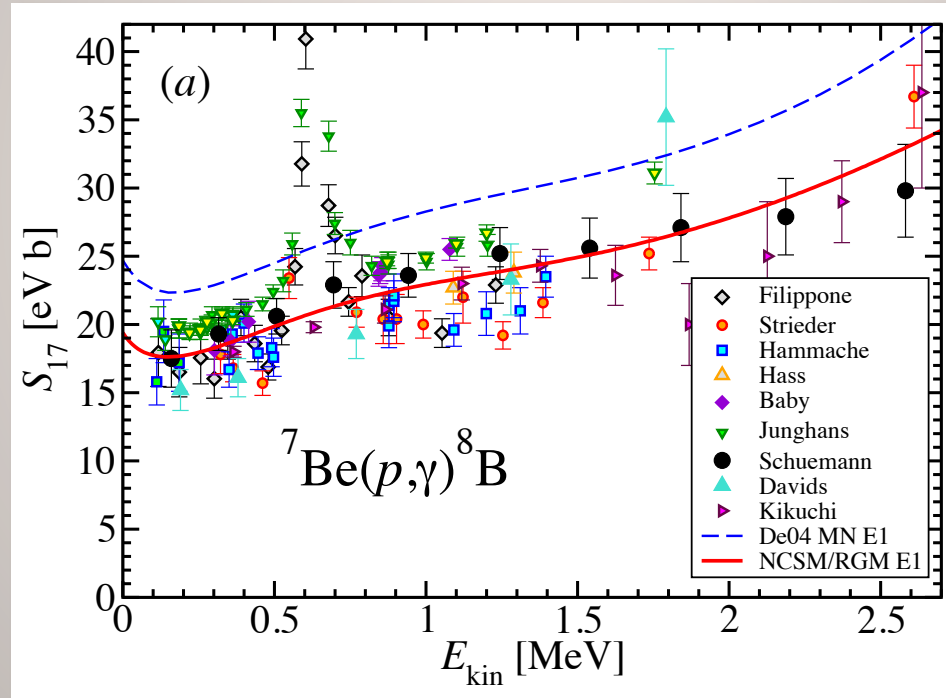 (a)
S₁₇ [eV b]
40
35
30
25
20
15
10
5
0
⁷Be(p,γ)⁸B
Filippone
Strieder
Hammache
Hass
Baby
Junghans
Schuemann
Davids
Kikuchi
De04 MN E1
NCSM/RGM E1
0 0.5 1 1.5 2 2.5
E_kin [MeV]